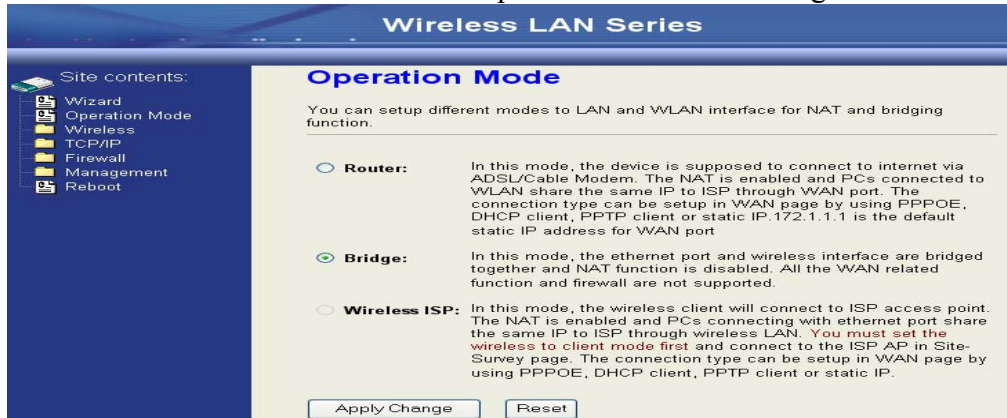 Wireless LAN Series
Site contents:
Wizard
Operation Mode
Wireless
TCP/IP
Firewall
Management
Reboot
Operation Mode
You can setup different modes to LAN and WLAN interface for NAT and bridging
function.
Router:
In this mode, the device is supposed to connect to internet via
ADSL/Cable Modem. The NAT is enabled and PCs connected to
WLAN share the same IP to ISP through WAN port. The
connection type can be setup in WAN page by using PPPOE,
DHCP client, PPTP client or static IP.172.1.1.1 is the default
static IP address for WAN port
Bridge:
In this mode, the ethernet port and wireless interface are bridged
together and NAT function is disabled. All the WAN related
function and firewall are not supported.
Wireless ISP:
In this mode, the wireless client will connect to ISP access point.
The NAT is enabled and PCs connecting with ethernet port share
the same IP to ISP through wireless LAN. You must set the
wireless to client mode first and connect to the ISP AP in Site-
Survey page. The connection type can be setup in WAN page by
using PPPOE, DHCP client, PPTP client or static IP.
Apply Change
Reset